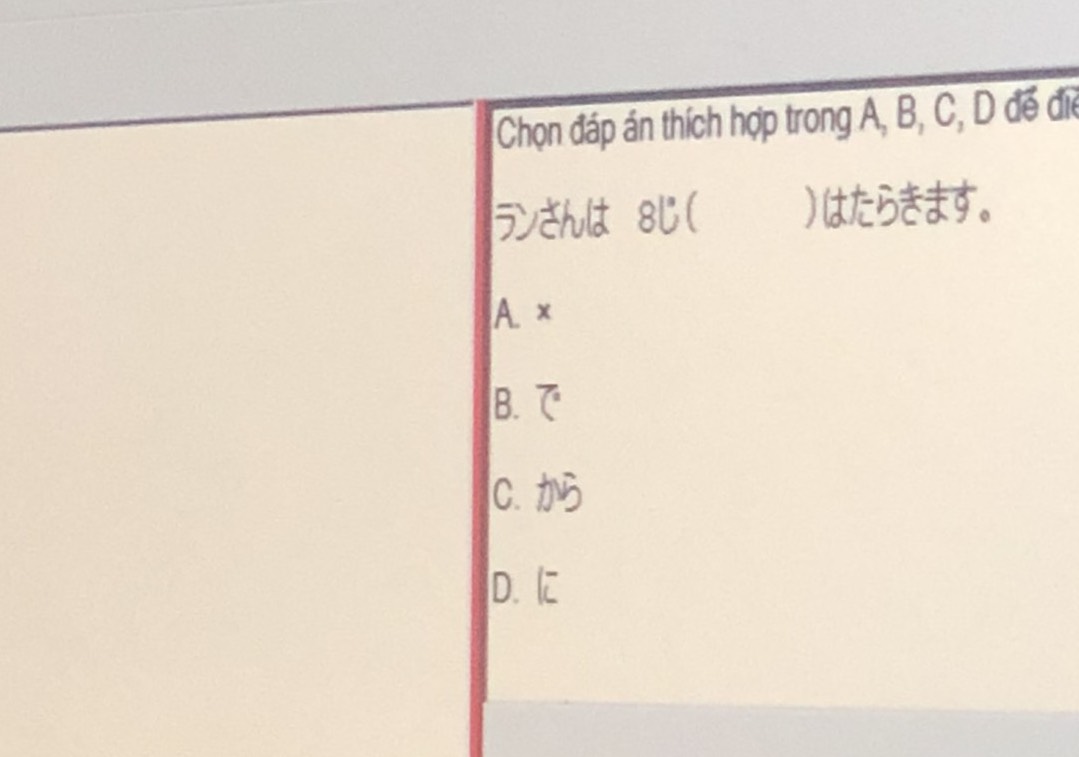 Chọn đáp án thích hợp trong A, B, C, D để
ランさんは 8じ( )はたらきます。
A. ×
B. で
C. から
D. に